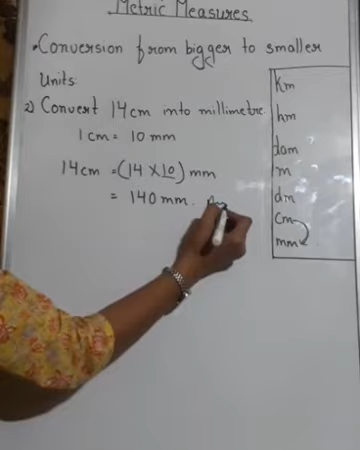 Metric Measures
• Conversion from bigger to smaller
Units
2) Convert 14cm into millimetre
1 cm = 10 mm
14cm = (14 X 10) mm
= 140 mm.
Km
hm
dam
m
dm
cm
mm